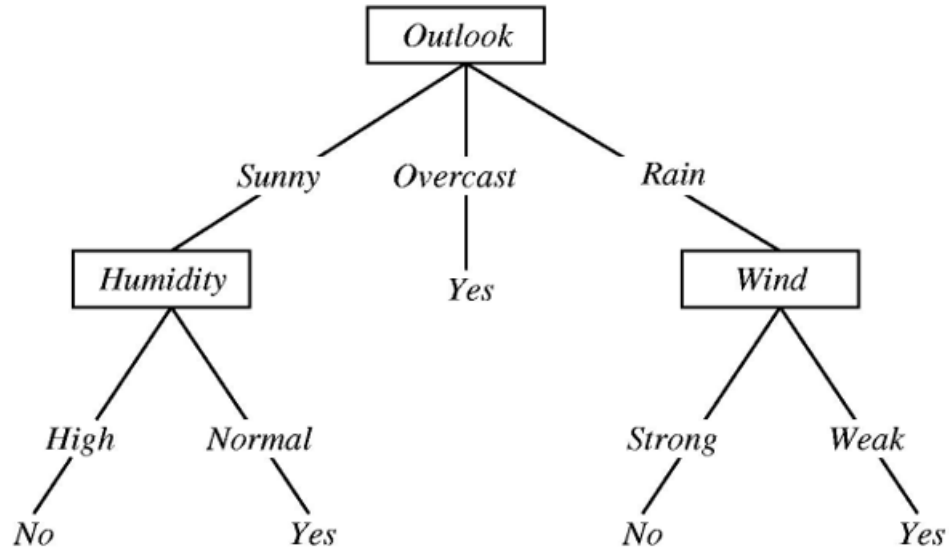 Outlook
Sunny Overcast Rain
Humidity Yes Wind
High Normal Strong Weak
No Yes No Yes